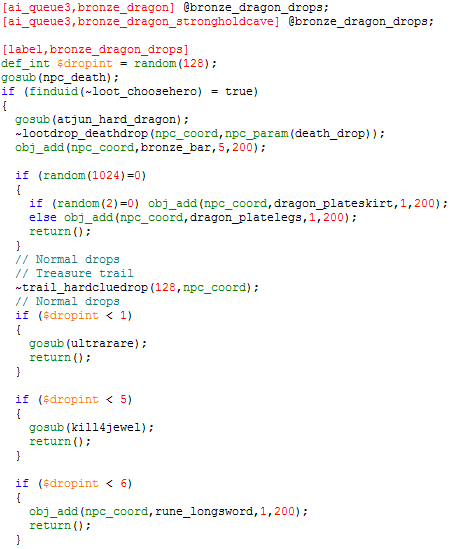 [ai_queue3,bronze_dragon] @bronze_dragon_drops;
[ai_queue3,bronze_dragon_strongholdcave] @bronze_dragon_drops;

[label,bronze_dragon_drops]
def_int $dropint = random(128);
gosub(npc_death);
if (finduid(~loot_choosehero) = true)
{
  gosub(atjun_hard_dragon);
  ~lootdrop_deathdrop(npc_coord,npc_param(death_drop));
  obj_add(npc_coord,bronze_bar,5,200);

  if (random(1024)=0)
  {
    if (random(2)=0) obj_add(npc_coord,dragon_plateskirt,1,200);
    else obj_add(npc_coord,dragon_platelegs,1,200);
    return();
  }
  // Normal drops
  // Treasure trail
  ~trail_hardcluedrop(128,npc_coord);
  // Normal drops
  if ($dropint < 1)
  {
    gosub(ultrarare);
    return();
  }

  if ($dropint < 5)
  {
    gosub(kill4jewel);
    return();
  }

  if ($dropint < 6)
  {
    obj_add(npc_coord,rune_longsword,1,200);
    return();
  }